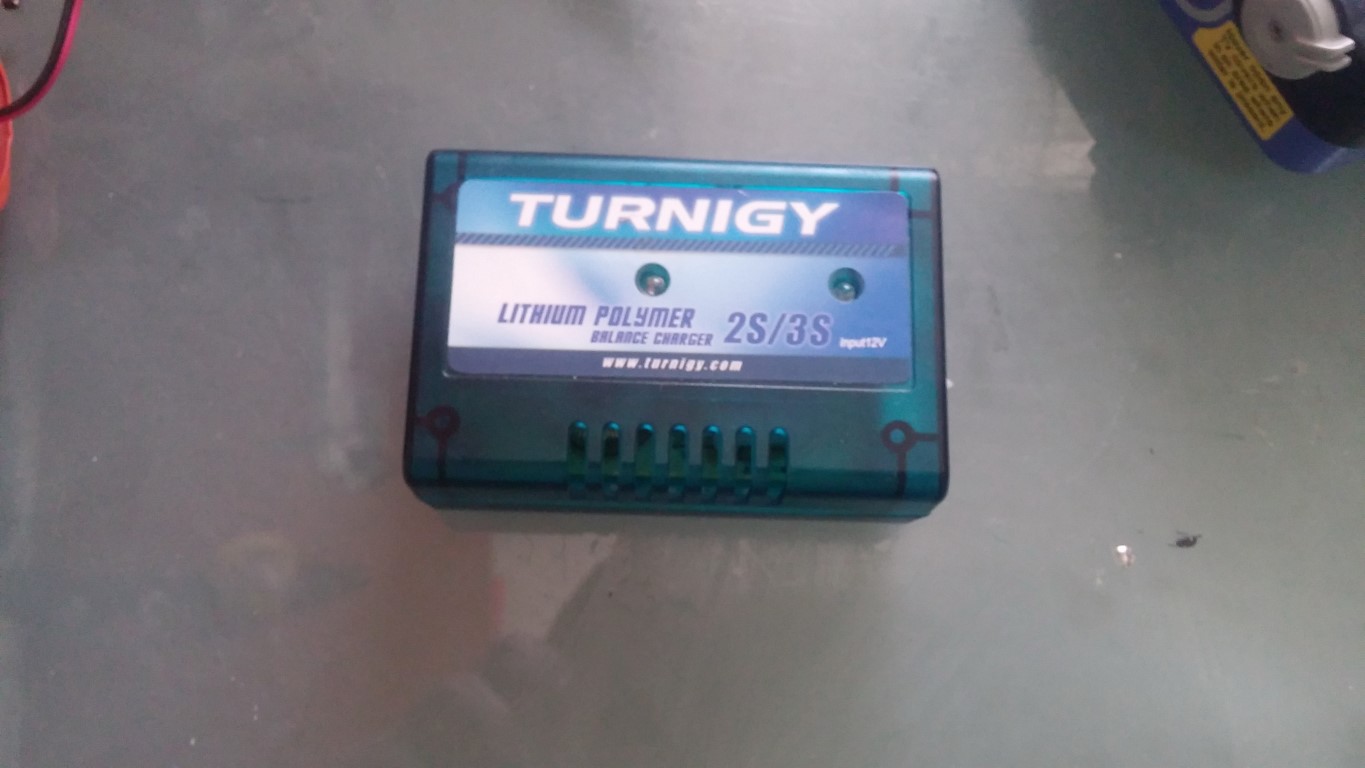 TURNIGY
LITHIUM POLYMER
BALANCE CHARGER 2S/3S input12V
www.turnigy.com